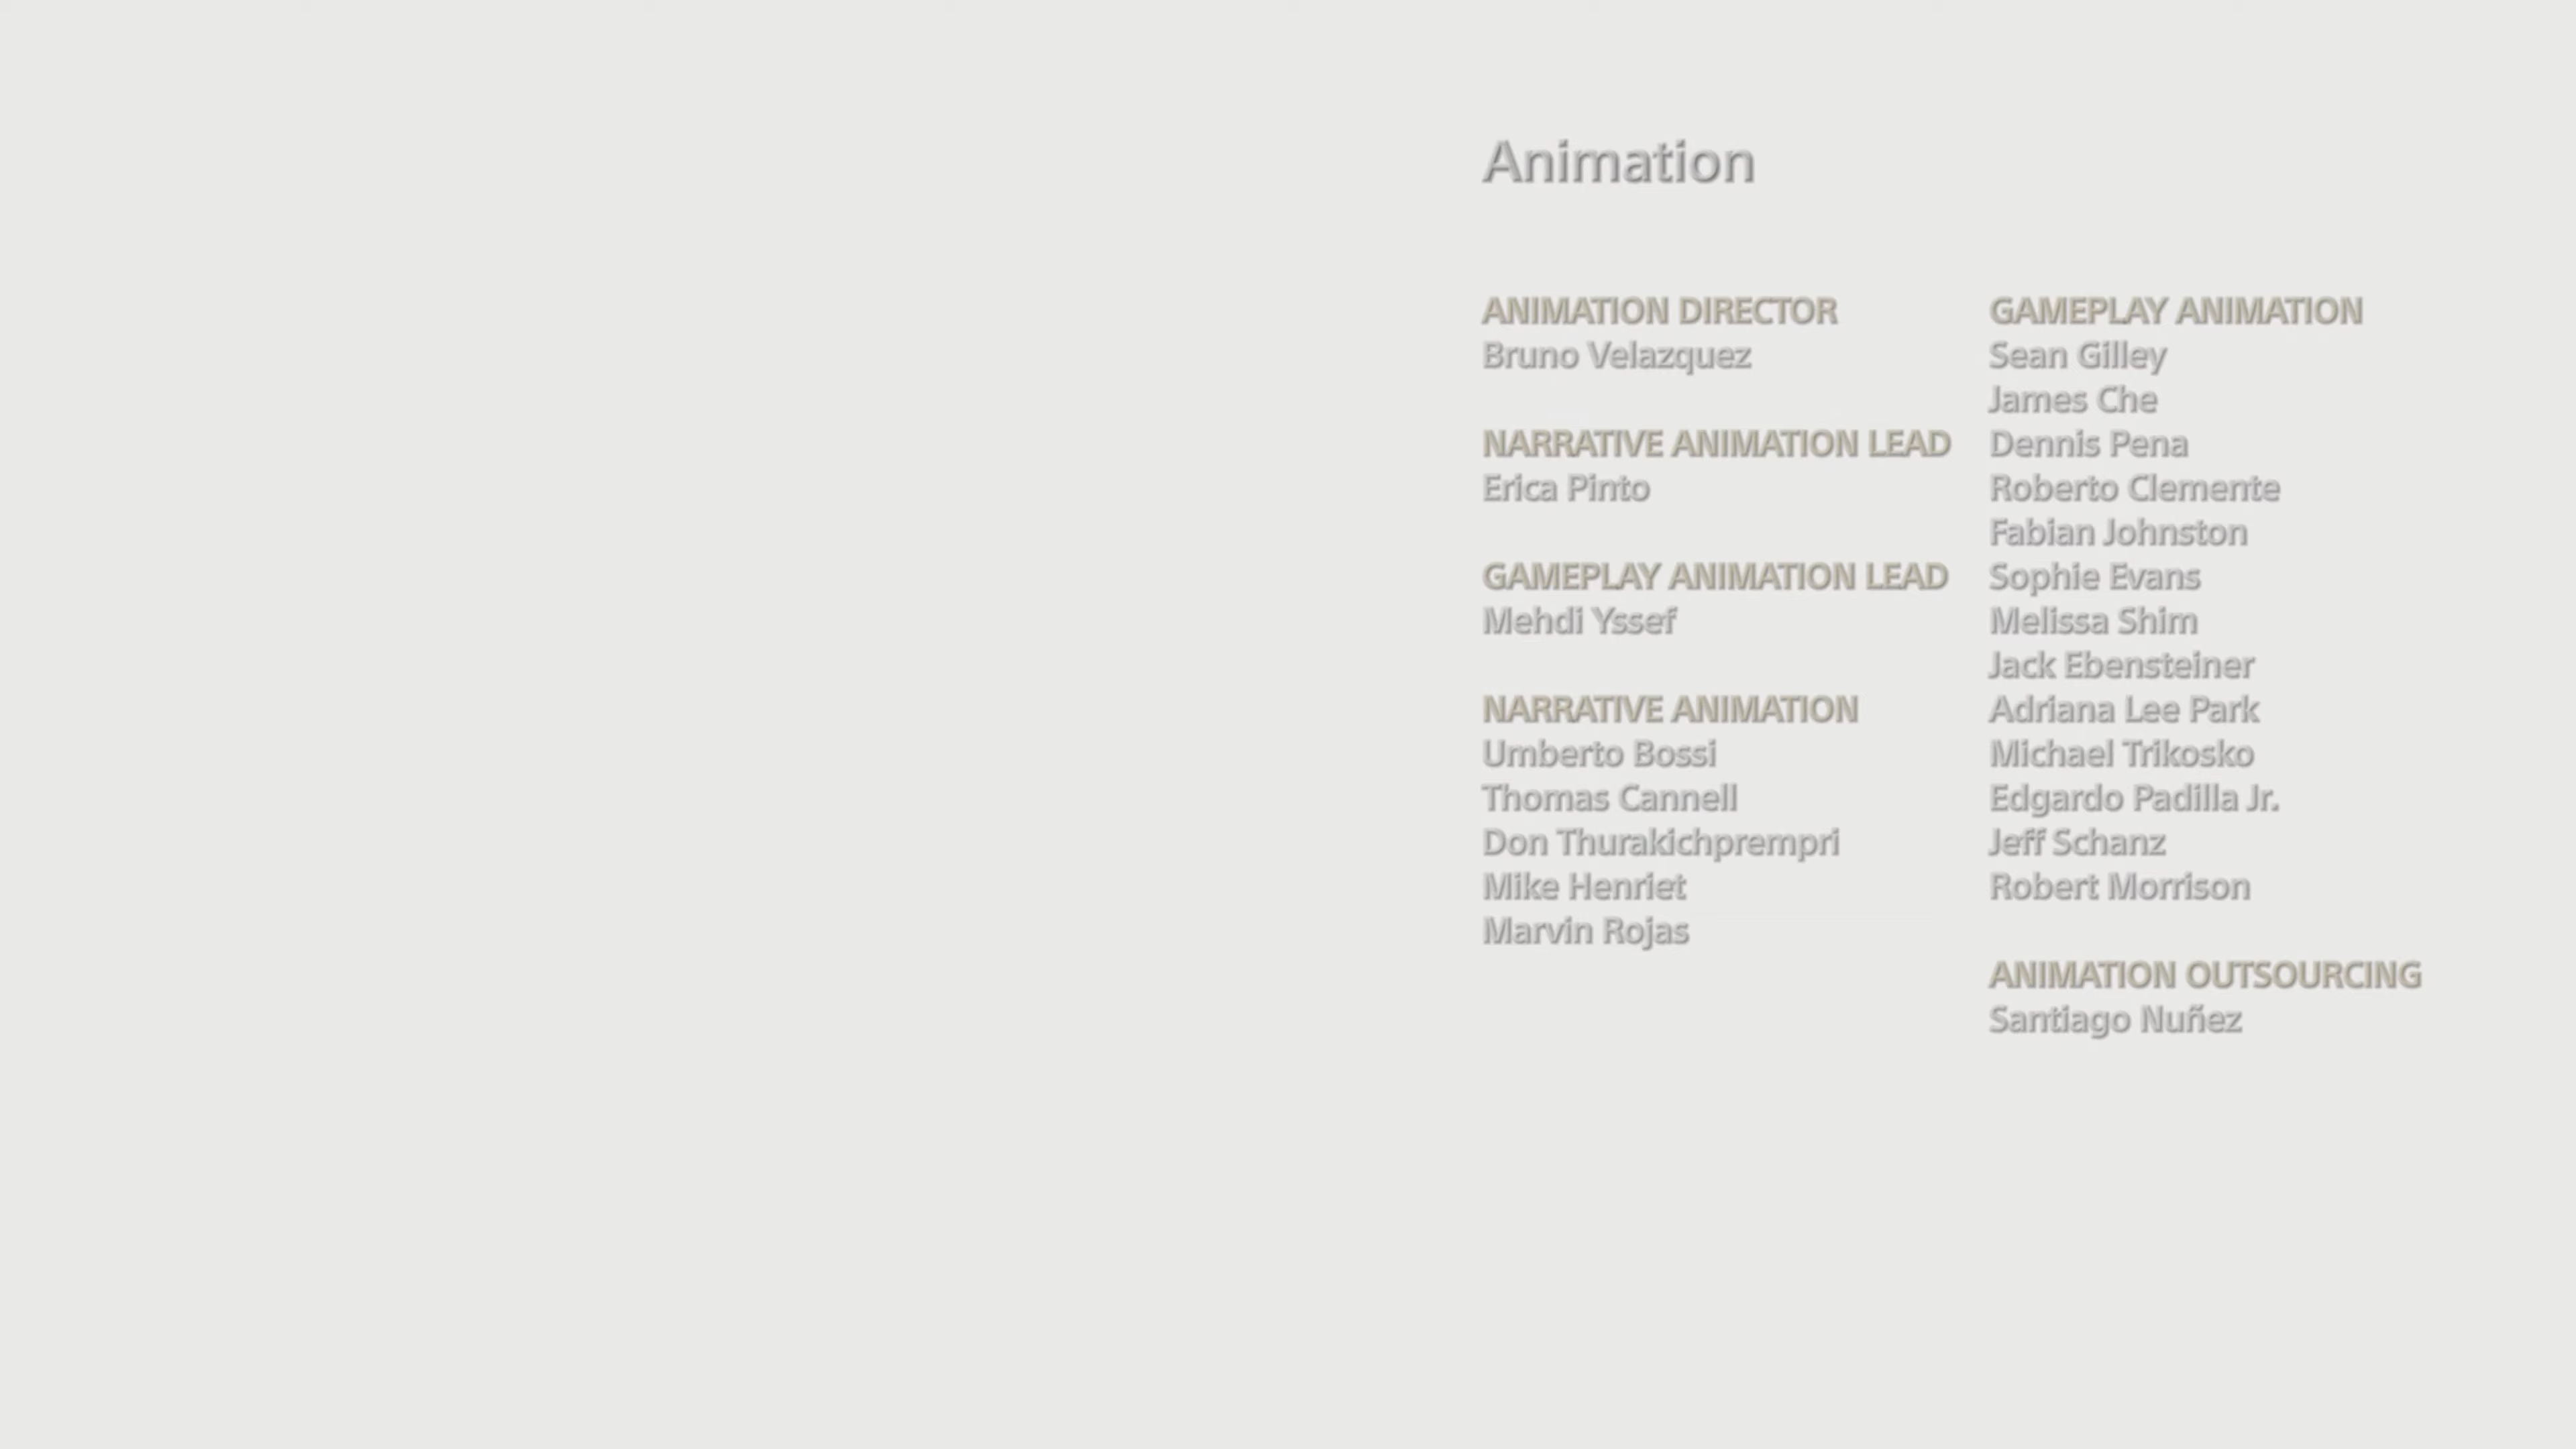 Animation
ANIMATION DIRECTOR
Bruno Velazquez
NARRATIVE ANIMATION LEAD
Erica Pinto
GAMEPLAY ANIMATION LEAD
Mehdi Yssef
NARRATIVE ANIMATION
Umberto Bossi
Thomas Cannell
Don Thurakichprempri
Mike Henriet
Marvin Rojas
GAMEPLAY ANIMATION
Sean Gilley
James Che
Dennis Pena
Roberto Clemente
Fabian Johnston
Sophie Evans
Melissa Shim
Jack Ebensteiner
Adriana Lee Park
Michael Trikosko
Edgardo Padilla Jr.
Jeff Schanz
Robert Morrison
ANIMATION OUTSOURCING
Santiago Nuñez